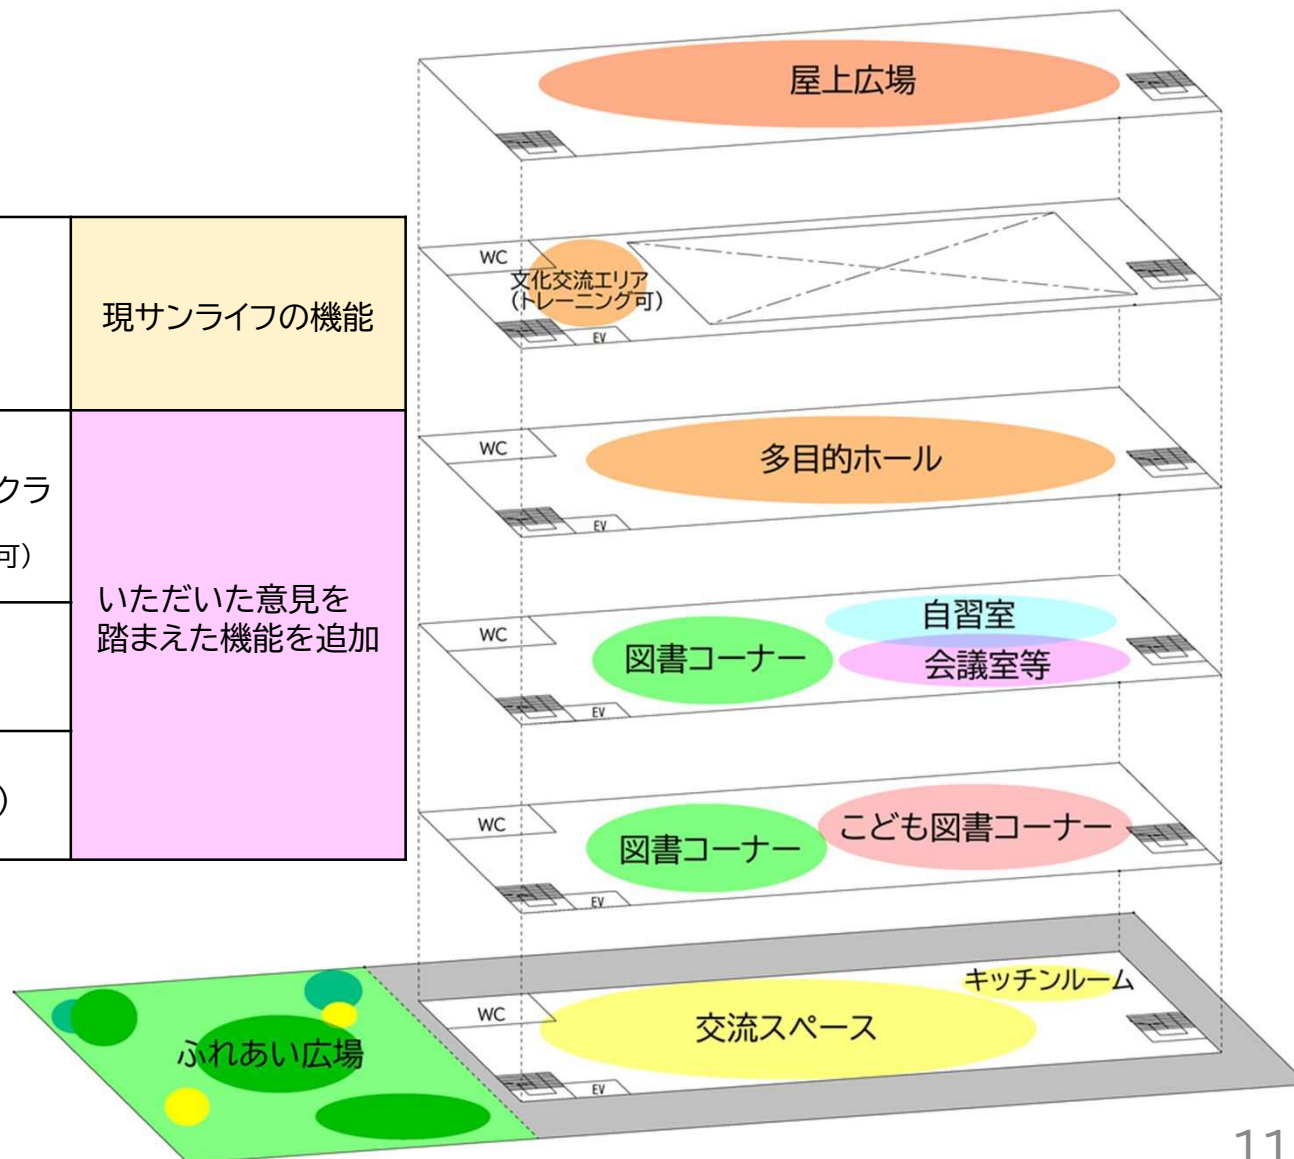 屋上広場
現サンライフの機能
WC
文化交流エリア
(トレーニング可)
EV
クラ
可)
いただいた意見を
踏まえた機能を追加
)
WC
多目的ホール
EV
WC
図書コーナー
自習室
会議室等
EV
WC
図書コーナー
こども図書コーナー
EV
キッチンルーム
WC
交流スペース
ふれあい広場
EV
11